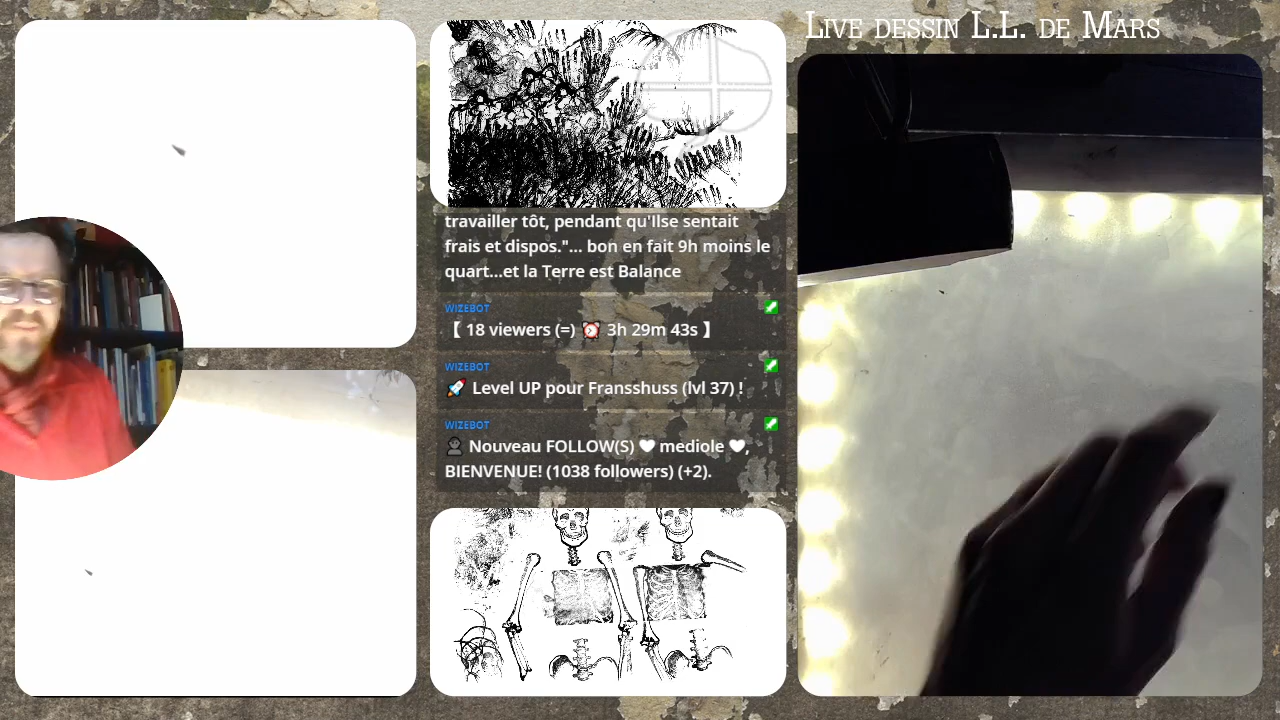 Live dessin L.L. de Mars
travailler tôt, pendant qu'Ilse sentait
frais et dispos."... bon en fait 9h moins le
quart...et la Terre est Balance
WIZEBOT
【 18 viewers (=) ⏰ 3h 29m 43s 】
WIZEBOT
🚀 Level UP pour Fransshuss (lvl 37) !
WIZEBOT
Nouveau FOLLOW(S) ♥ mediole ♥,
BIENVENUE! (1038 followers) (+2).